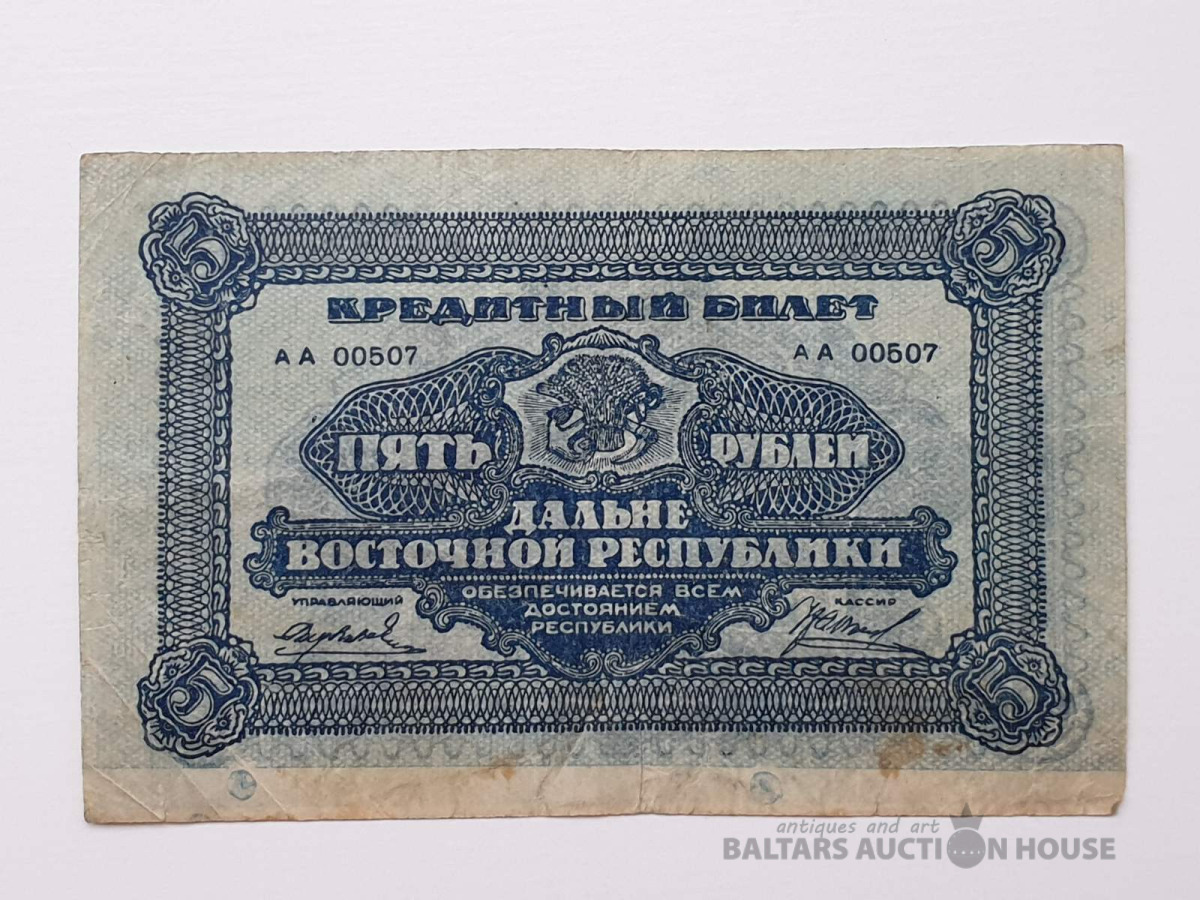 5 5
КРЕДИТНЫЙ БИЛЕТ
АА 00507 АА 00507
ПЯТЬ РУБЛЕЙ
ДАЛЬНЕ
ВОСТОЧНОЙ РЕСПУБЛИКИ
ОБЕЗПЕЧИВАЕТСЯ ВСЕМ
ДОСТОЯНИЕМ
РЕСПУБЛИКИ
УПРАВЛЯЮЩИЙ КАССИР
5 5
antiques and art
BALTARS AUCTION HOUSE